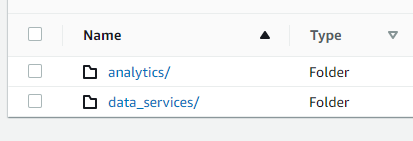 Name Type
analytics/ Folder
data_services/ Folder